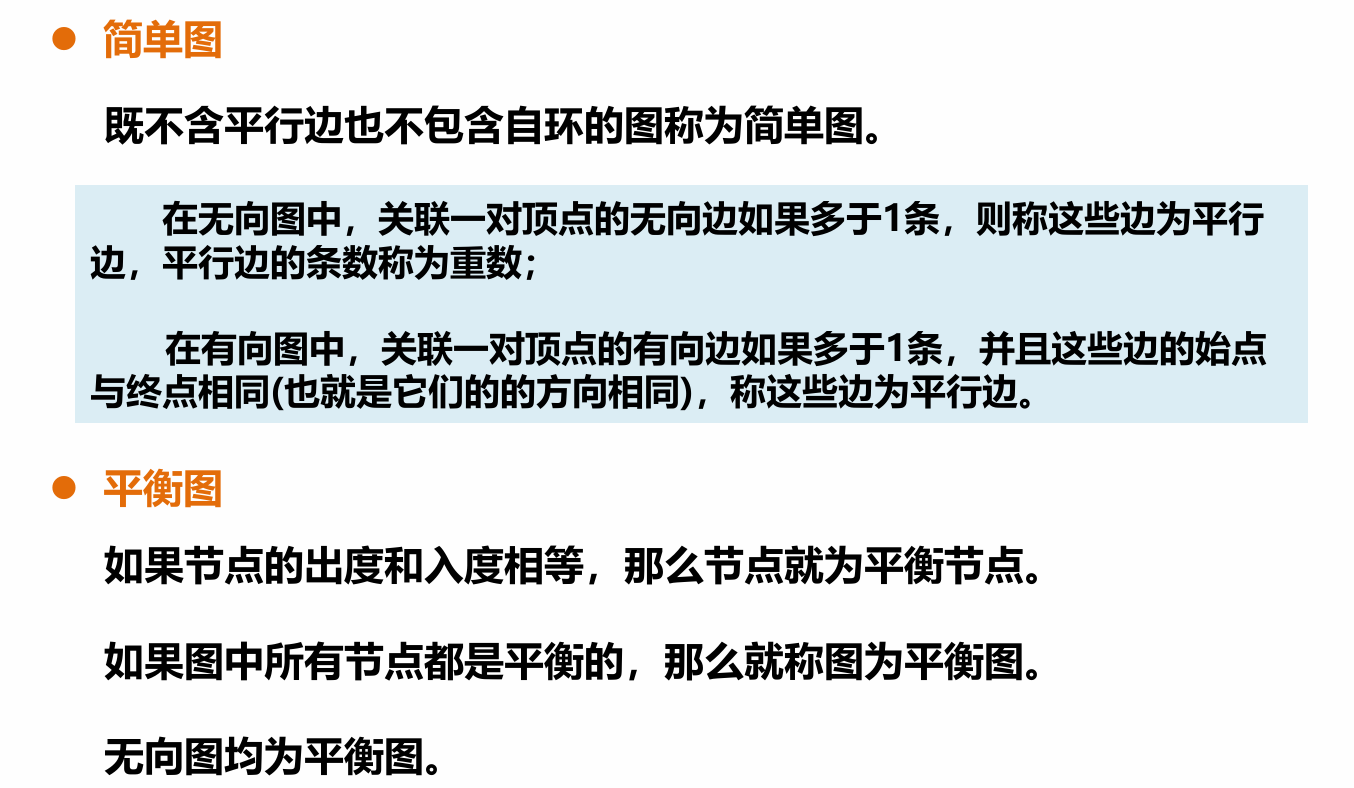 简单图
既不含平行边也不包含自环的图称为简单图。
在无向图中，关联一对顶点的无向边如果多于1条，则称这些边为平行
边，平行边的条数称为重数；
在有向图中，关联一对顶点的有向边如果多于1条，并且这些边的始点
与终点相同(也就是它们的的方向相同)，称这些边为平行边。
平衡图
如果节点的出度和入度相等，那么节点就为平衡节点。
如果图中所有节点都是平衡的，那么就称图为平衡图。
无向图均为平衡图。